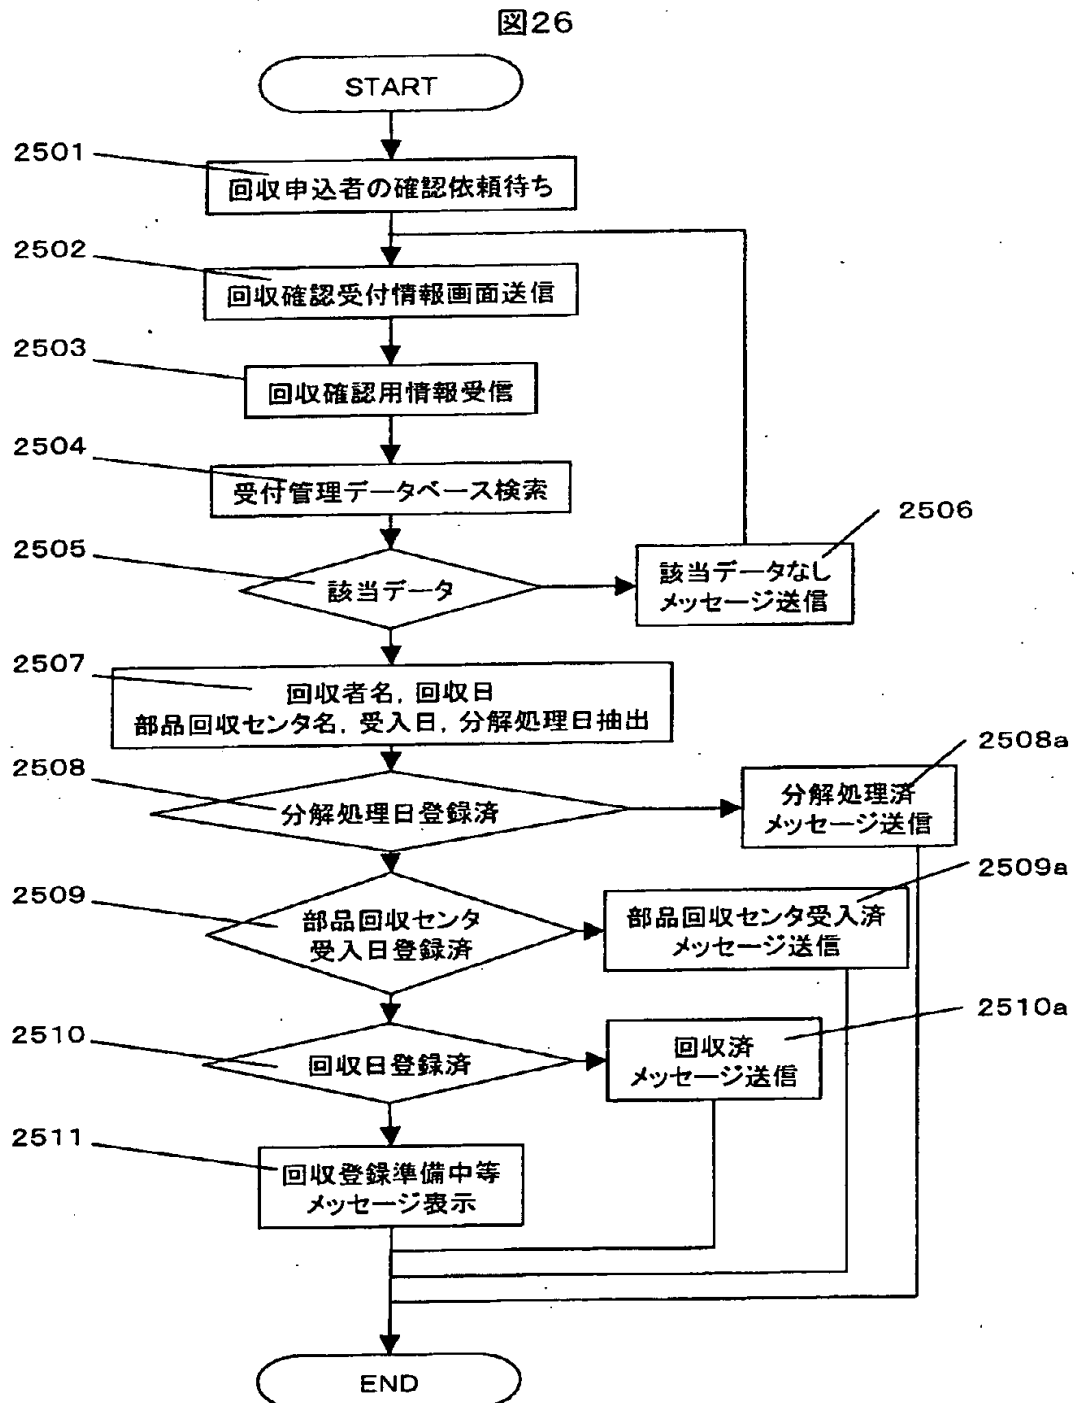 図26
START
2501
回収申込者の確認依頼待ち
2502
回収確認受付情報画面送信
2503
回収確認用情報受信
2504
受付管理データベース検索
2505
該当データ
2506
該当データなし
メッセージ送信
2507
回収者名, 回収日
部品回収センタ名, 受入日, 分解処理日抽出
2508
分解処理日登録済
2508a
分解処理済
メッセージ送信
2509
部品回収センタ
受入日登録済
2509a
部品回収センタ受入済
メッセージ送信
2510
回収日登録済
2510a
回収済
メッセージ送信
2511
回収登録準備中等
メッセージ表示
END